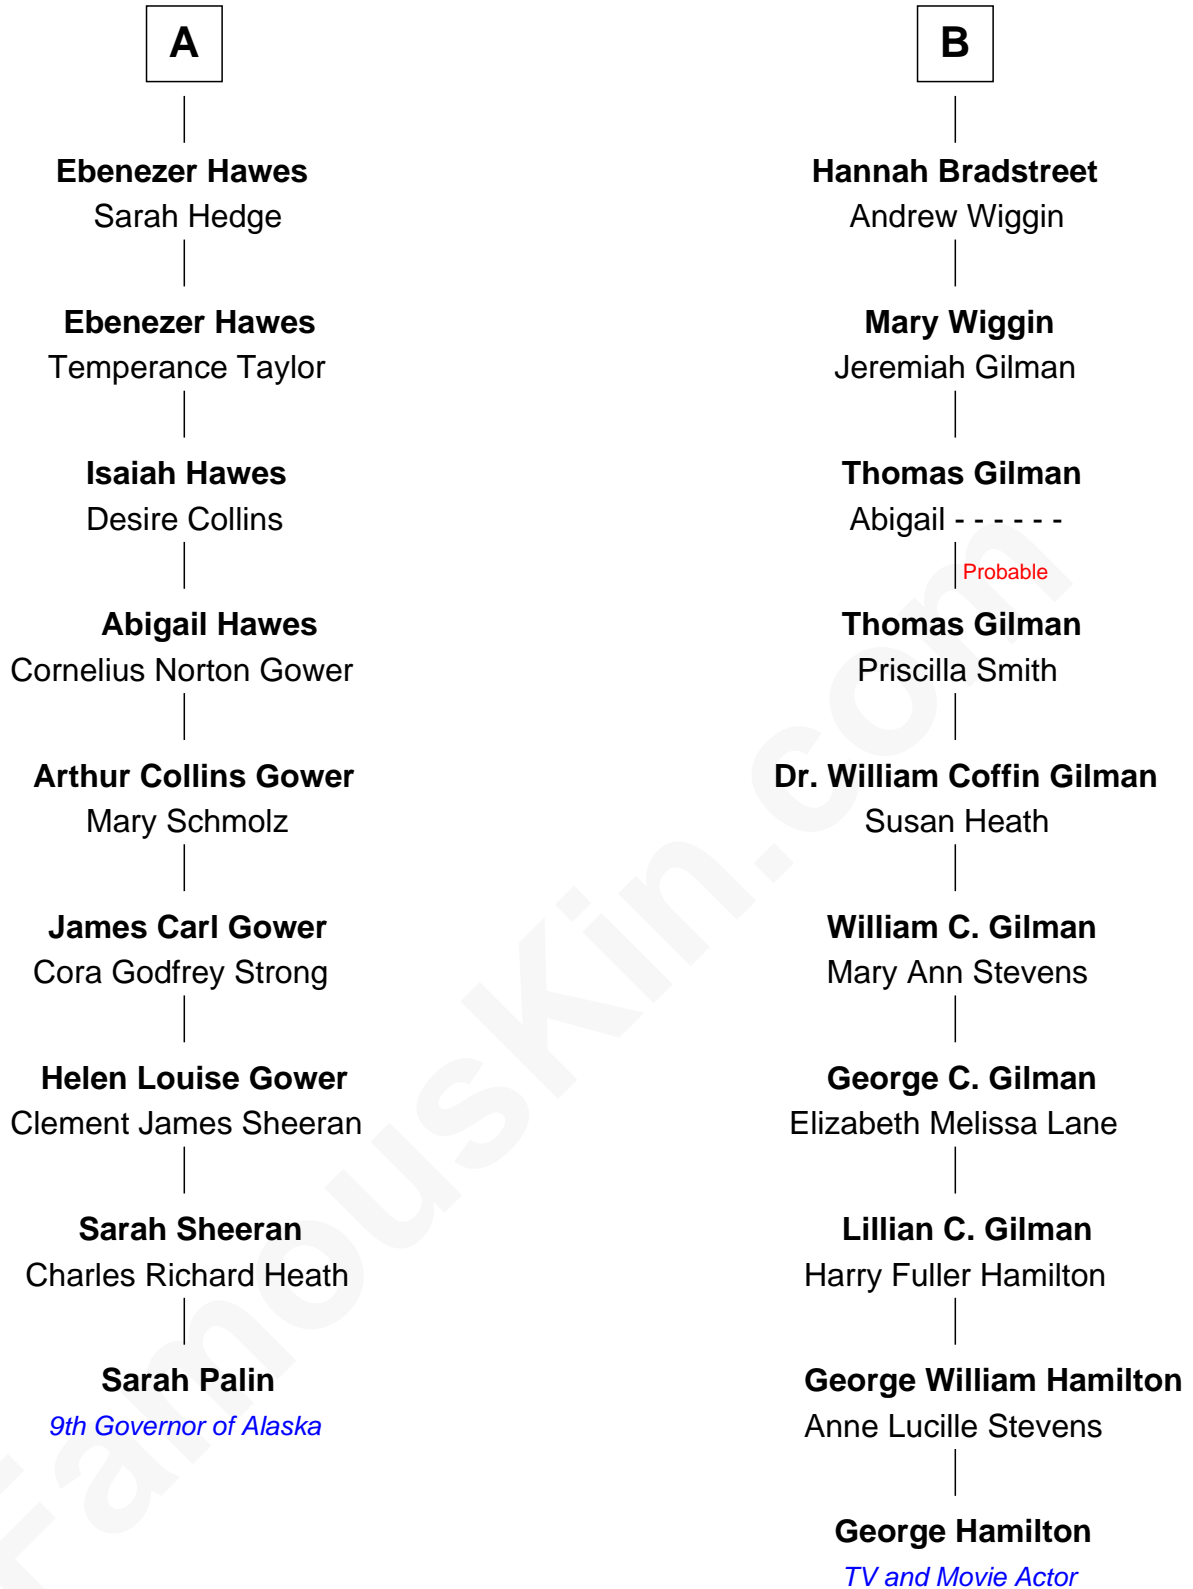 A
Ebenezer Hawes
Sarah Hedge
Ebenezer Hawes
Temperance Taylor
Isaiah Hawes
Desire Collins
Abigail Hawes
Cornelius Norton Gower
Arthur Collins Gower
Mary Schmolz
James Carl Gower
Cora Godfrey Strong
Helen Louise Gower
Clement James Sheeran
Sarah Sheeran
Charles Richard Heath
Sarah Palin
9th Governor of Alaska
B
Hannah Bradstreet
Andrew Wiggin
Mary Wiggin
Jeremiah Gilman
Thomas Gilman
Abigail - - - - - -
Probable
Thomas Gilman
Priscilla Smith
Dr. William Coffin Gilman
Susan Heath
William C. Gilman
Mary Ann Stevens
George C. Gilman
Elizabeth Melissa Lane
Lillian C. Gilman
Harry Fuller Hamilton
George William Hamilton
Anne Lucille Stevens
George Hamilton
TV and Movie Actor
FamousKin.com